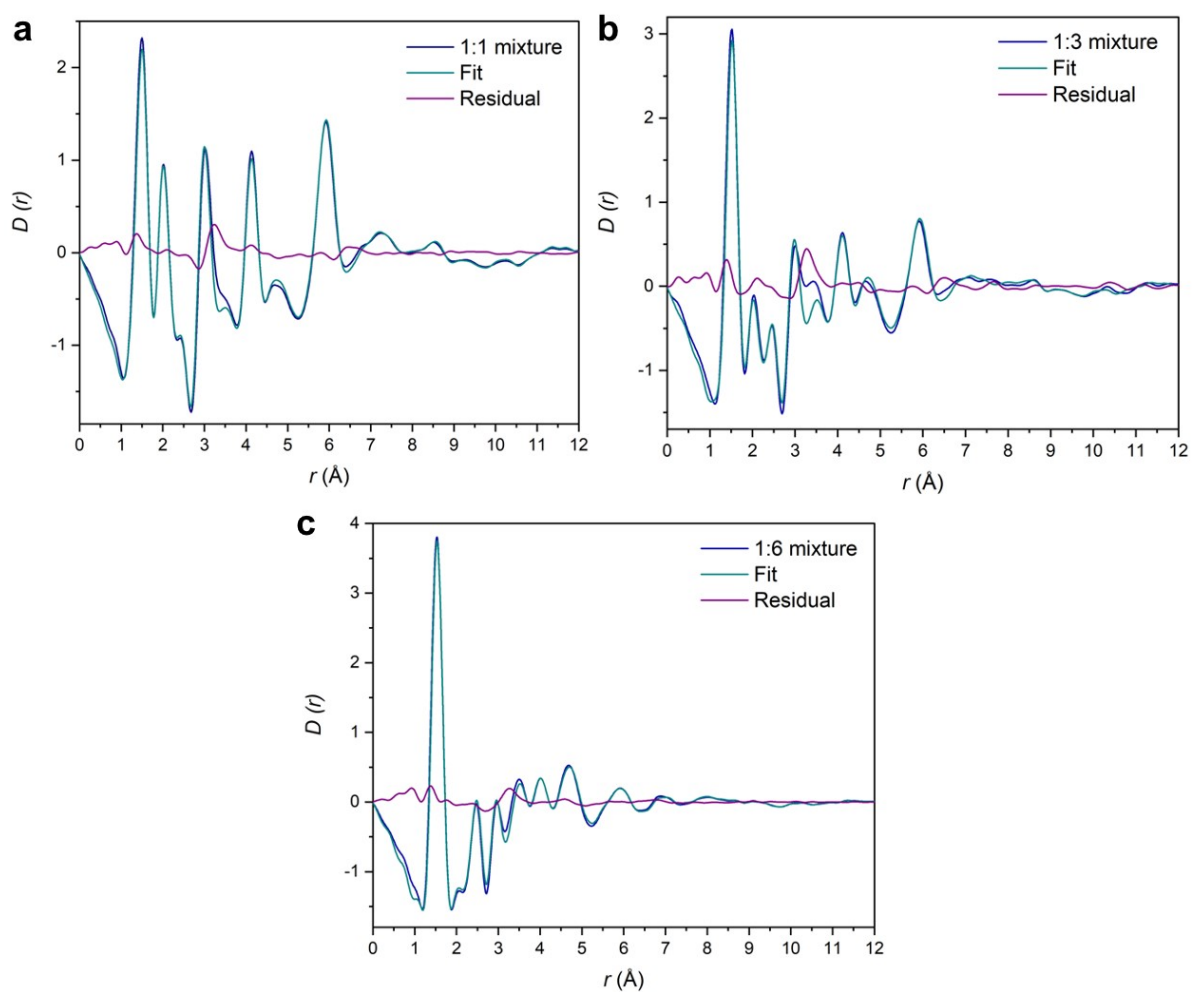 a
1:1 mixture
Fit
Residual
2
1
0
-1
D (r)
0 1 2 3 4 5 6 7 8 9 10 11 12
r (Å)
b
1:3 mixture
Fit
Residual
3
2
1
0
-1
D (r)
0 1 2 3 4 5 6 7 8 9 10 11 12
r (Å)
c
1:6 mixture
Fit
Residual
4
3
2
1
0
-1
D (r)
0 1 2 3 4 5 6 7 8 9 10 11 12
r (Å)